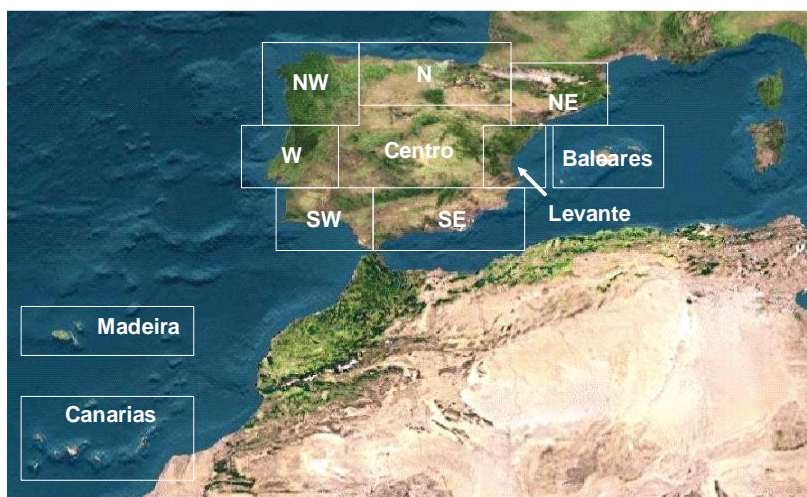 NW
N
NE
W
Centro
Baleares
Levante
SW
SE
Madeira
Canarias